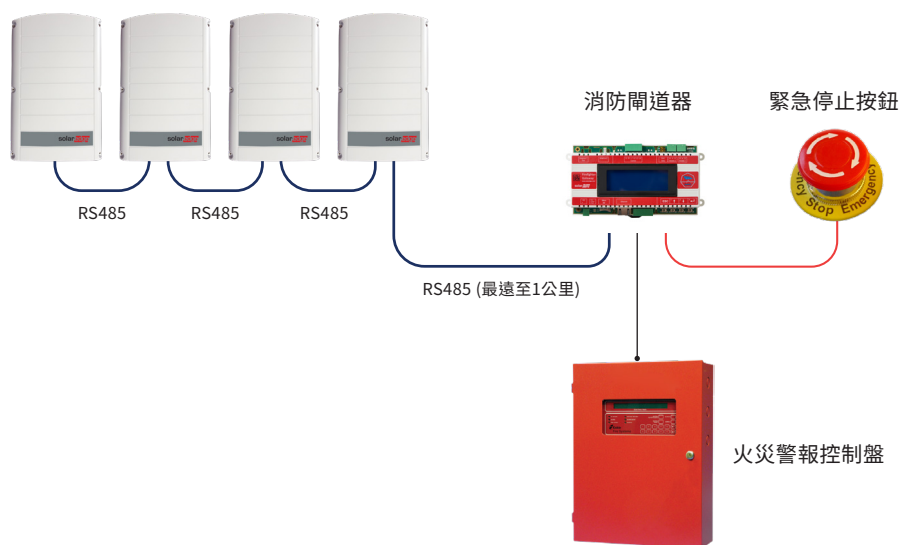 消防閘道器
緊急停止按鈕
solaredge
solaredge
solaredge
solaredge
RS485
RS485
RS485
RS485 (最遠至1公里)
ency Stop Emergency
火災警報控制盤